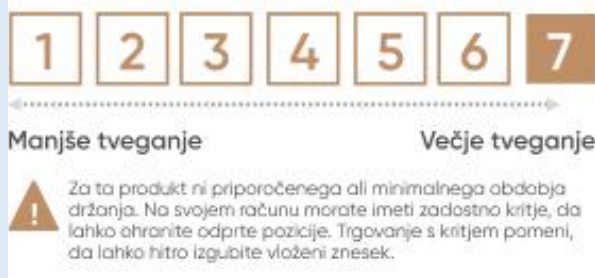 1 2 3 4 5 6 7
Manjše tveganje Večje tveganje
! Za ta produkt ni priporočenega ali minimalnega obdobja
držanja. Na svojem računu morate imeti zadostno kritje, da
lahko ohranite odprte pozicije. Trgovanje s kritjem pomeni,
da lahko hitro izgubite vloženi znesek.